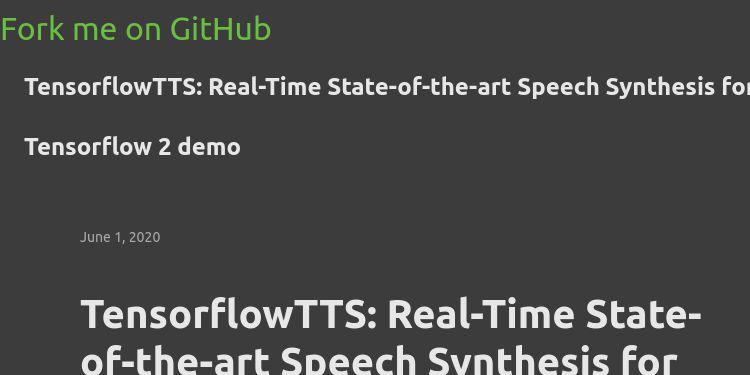 Fork me on GitHub
TensorflowTTS: Real-Time State-of-the-art Speech Synthesis for
Tensorflow 2 demo
June 1, 2020
TensorflowTTS: Real-Time State-
of-the-art Speech Synthesis for